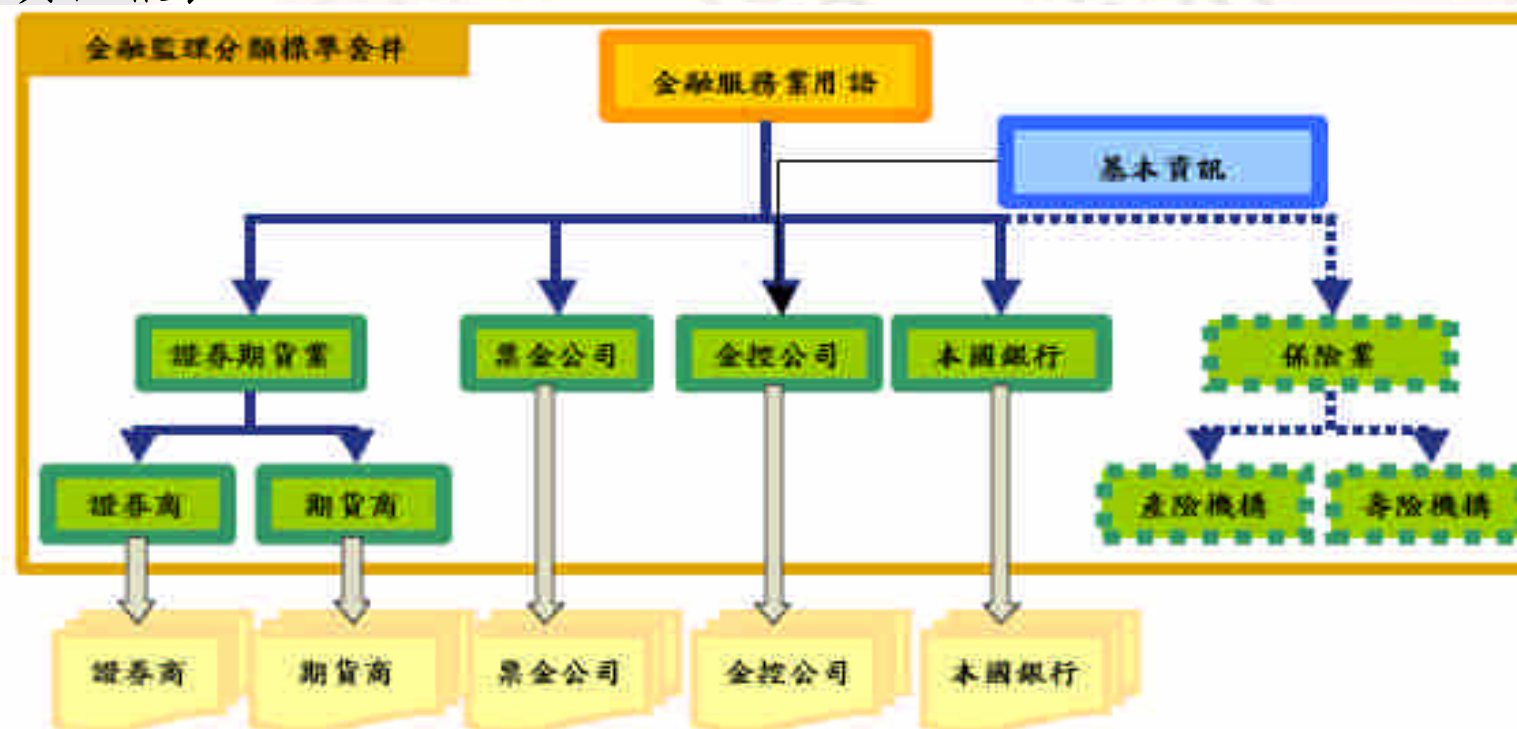 金融監理分類標準套件
金融服務業用語
基本資訊
證券期貨業
票金公司
金控公司
本國銀行
保險業
證券商
期貨商
產險機構
壽險機構
證券商
期貨商
票金公司
金控公司
本國銀行